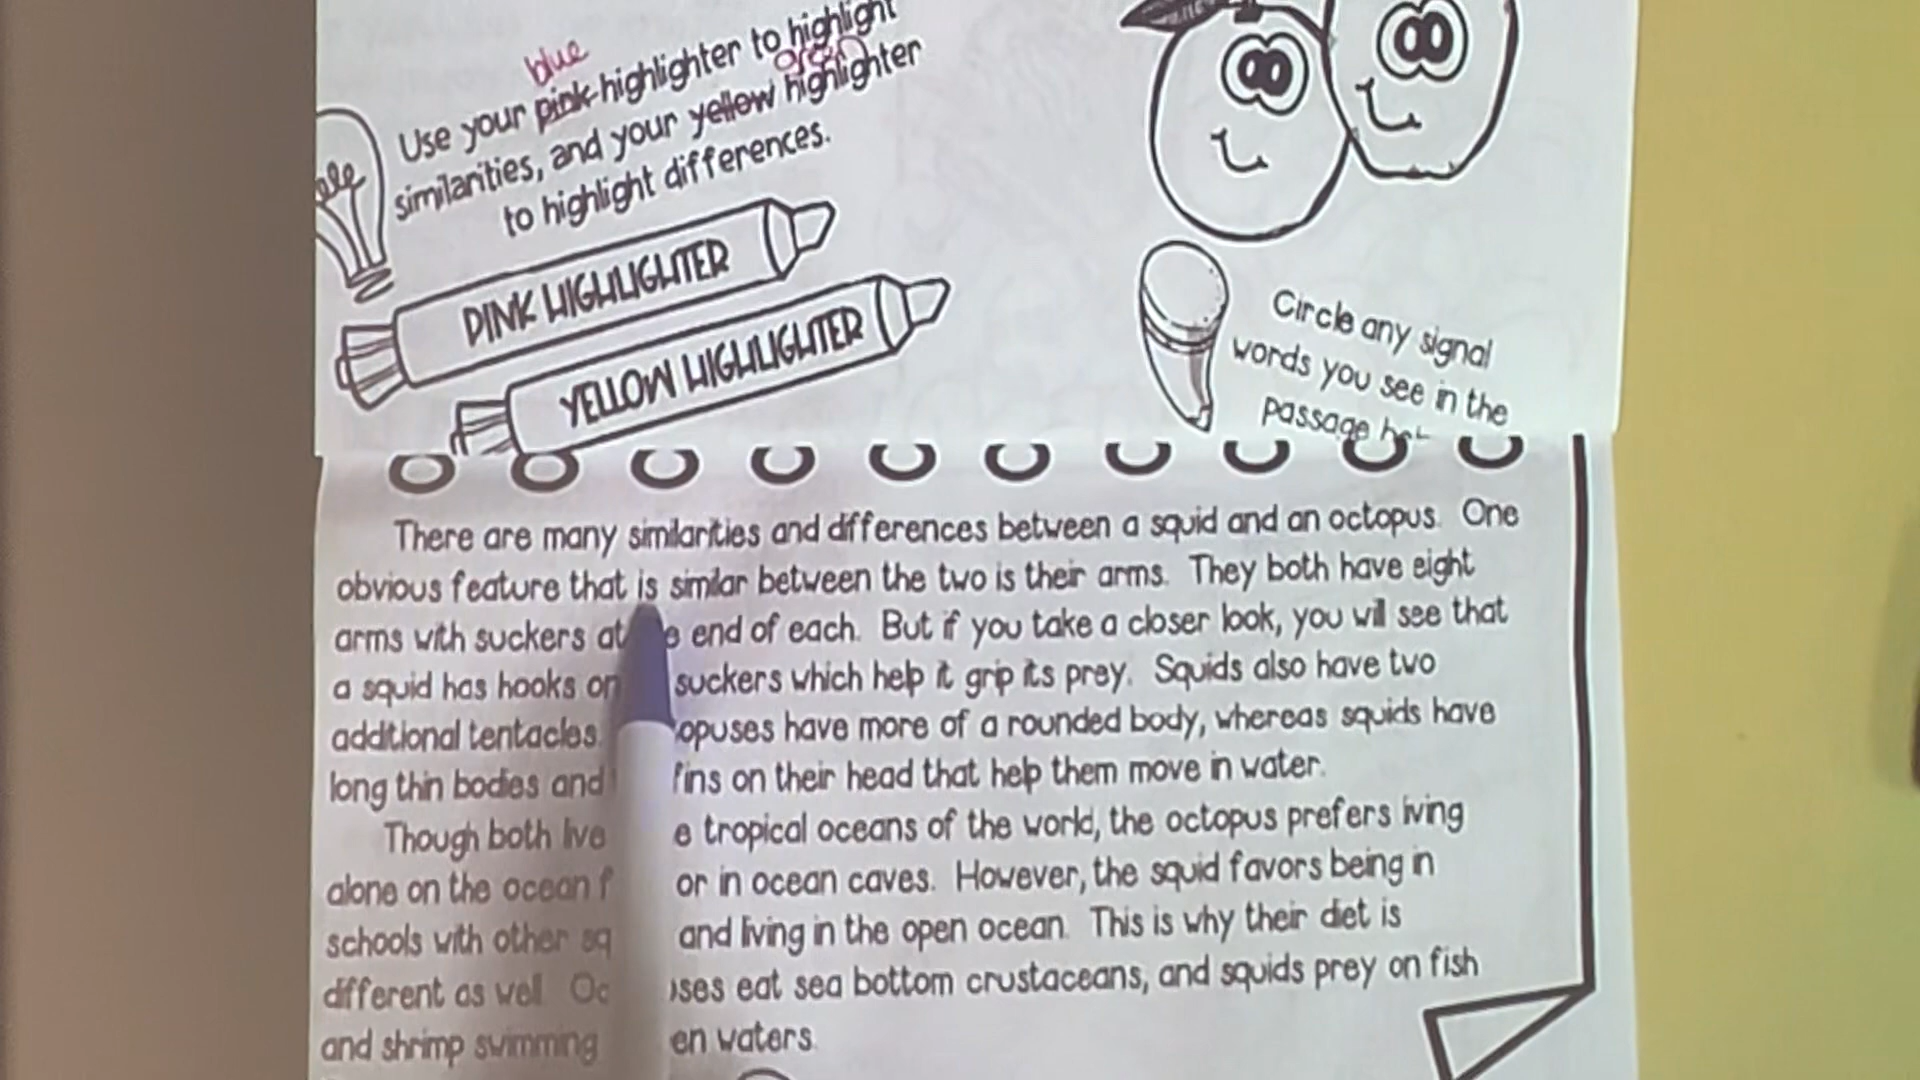 blue
Use your pink highlighter to highlight
similarities, and your yellow highlighter
to highlight differences.
PINK HIGHLIGHTER
YELLOW HIGHLIGHTER
Circle any signal
words you see in the
passage
There are many similarities and differences between a squid and an octopus. One
obvious feature that is similar between the two is their arms. They both have eight
arms with suckers at end of each. But if you take a closer look, you will see that
a squid has hooks on suckers which help it grip its prey. Squids also have two
additional tentacles. opuses have more of a rounded body, whereas squids have
long thin bodies and fins on their head that help them move in water.
Though both live tropical oceans of the world, the octopus prefers living
alone on the ocean or in ocean caves. However, the squid favors being in
schools with other sq and living in the open ocean. This is why their diet is
different as well. Oc ses eat sea bottom crustaceans, and squids prey on fish
and shrimp swimming en waters.